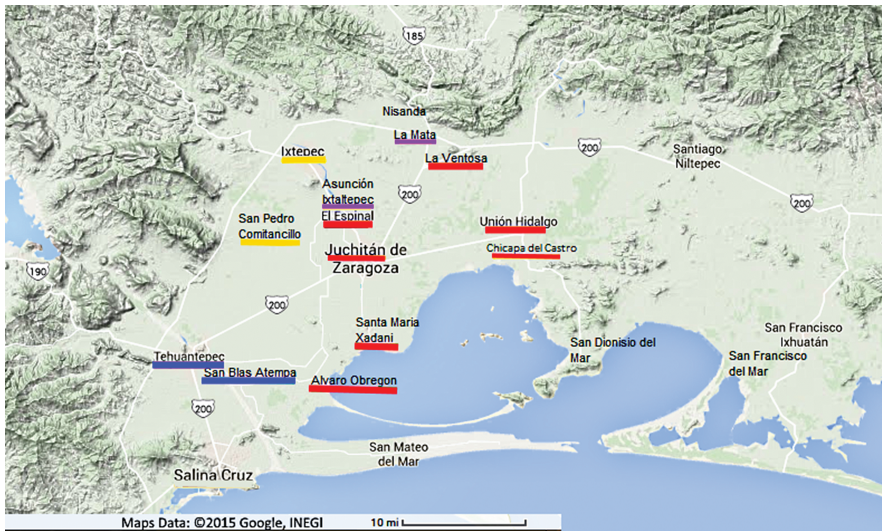 185
Nisanda
La Mata
Ixtepec
La Ventosa
200
Santiago
Niltepec
Asunción
Ixtaltepec
El Espinal
200
200
San Pedro
Comitancillo
Unión Hidalgo
Chicapa del Castro
Juchitán de
Zaragoza
190
200
Santa Maria
Xadani
San Dionisio del
Mar
San Francisco
Ixhuatán
San Francisco
del Mar
Tehuantepec
San Blas Atempa
Alvaro Obregon
200
San Mateo
del Mar
Salina Cruz
Maps Data: ©2015 Google, INEGI
10 mi